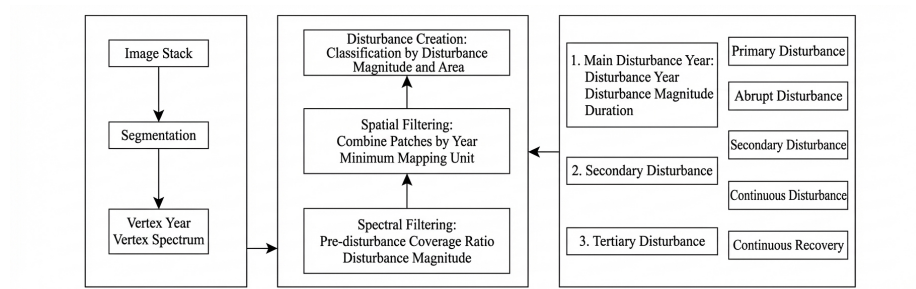 Image Stack
Segmentation
Vertex Year
Vertex Spectrum
Disturbance Creation:
Classification by Disturbance
Magnitude and Area
Spatial Filtering:
Combine Patches by Year
Minimum Mapping Unit
Spectral Filtering:
Pre-disturbance Coverage Ratio
Disturbance Magnitude
1. Main Disturbance Year:
Disturbance Year
Disturbance Magnitude
Duration
2. Secondary Disturbance
3. Tertiary Disturbance
Primary Disturbance
Abrupt Disturbance
Secondary Disturbance
Continuous Disturbance
Continuous Recovery